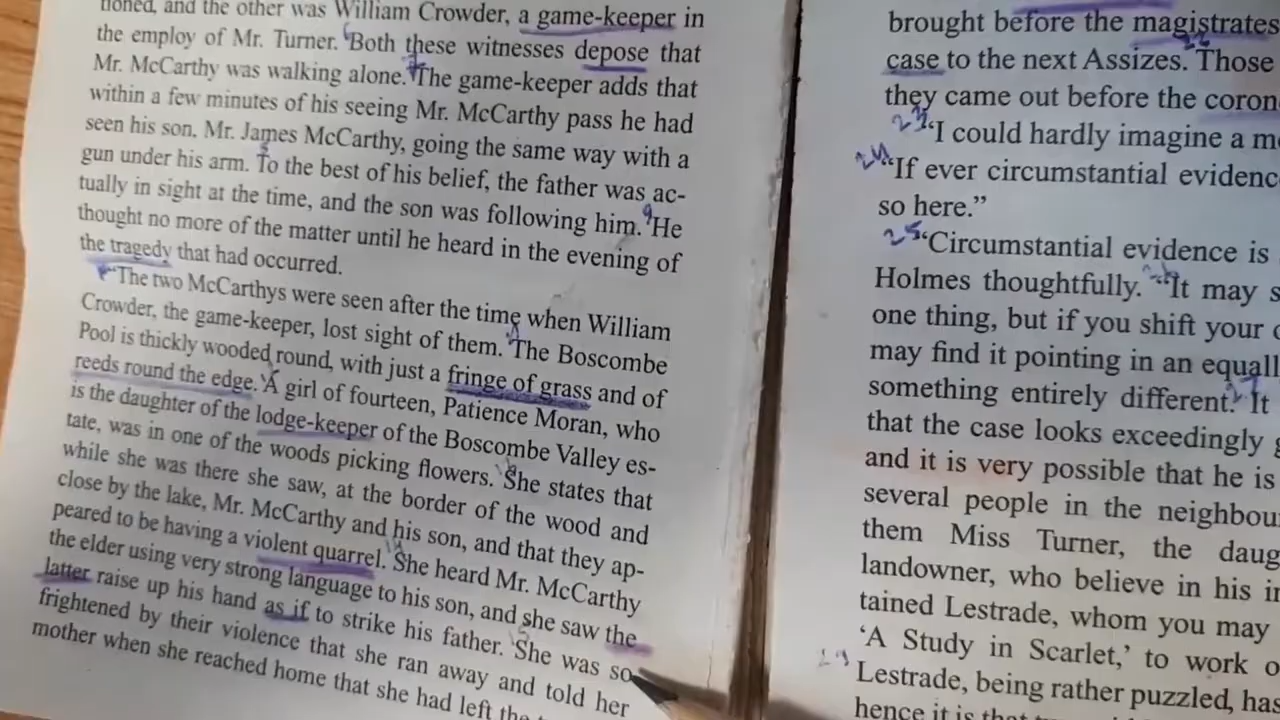 tioned, and the other was William Crowder, a game-keeper in
the employ of Mr. Turner. Both these witnesses depose that
Mr. McCarthy was walking alone. The game-keeper adds that
within a few minutes of his seeing Mr. McCarthy pass he had
seen his son, Mr. James McCarthy, going the same way with a
gun under his arm. To the best of his belief, the father was ac-
tually in sight at the time, and the son was following him. He
thought no more of the matter until he heard in the evening of
the tragedy that had occurred.
“The two McCarthys were seen after the time when William
Crowder, the game-keeper, lost sight of them. The Boscombe
Pool is thickly wooded round, with just a fringe of grass and of
reeds round the edge. A girl of fourteen, Patience Moran, who
is the daughter of the lodge-keeper of the Boscombe Valley es-
tate, was in one of the woods picking flowers. She states that
while she was there she saw, at the border of the wood and
close by the lake, Mr. McCarthy and his son, and that they ap-
peared to be having a violent quarrel. She heard Mr. McCarthy
the elder using very strong language to his son, and she saw the
latter raise up his hand as if to strike his father. She was so
frightened by their violence that she ran away and told her
mother when she reached home that she had left the
brought before the magistrates
case to the next Assizes. Those
22
they came out before the coron
23 “I could hardly imagine a m
24 “If ever circumstantial evidenc
so here.”
25 “Circumstantial evidence is
Holmes thoughtfully. “It may s
one thing, but if you shift your
may find it pointing in an equall
something entirely different. It
that the case looks exceedingly g
and it is very possible that he is
several people in the neighbou
them Miss Turner, the daug
landowner, who believe in his i
tained Lestrade, whom you may
‘A Study in Scarlet,’ to work o
Lestrade, being rather puzzled, has
hence it is that